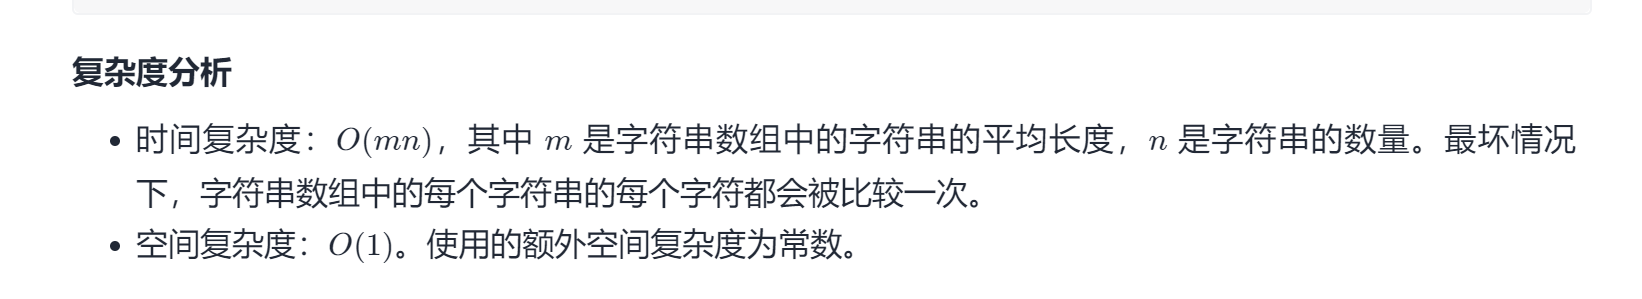 复杂度分析
• 时间复杂度：O(mn)，其中 m 是字符串数组中的字符串的平均长度，n 是字符串的数量。最坏情况
下，字符串数组中的每个字符串的每个字符都会被比较一次。
• 空间复杂度：O(1)。使用的额外空间复杂度为常数。